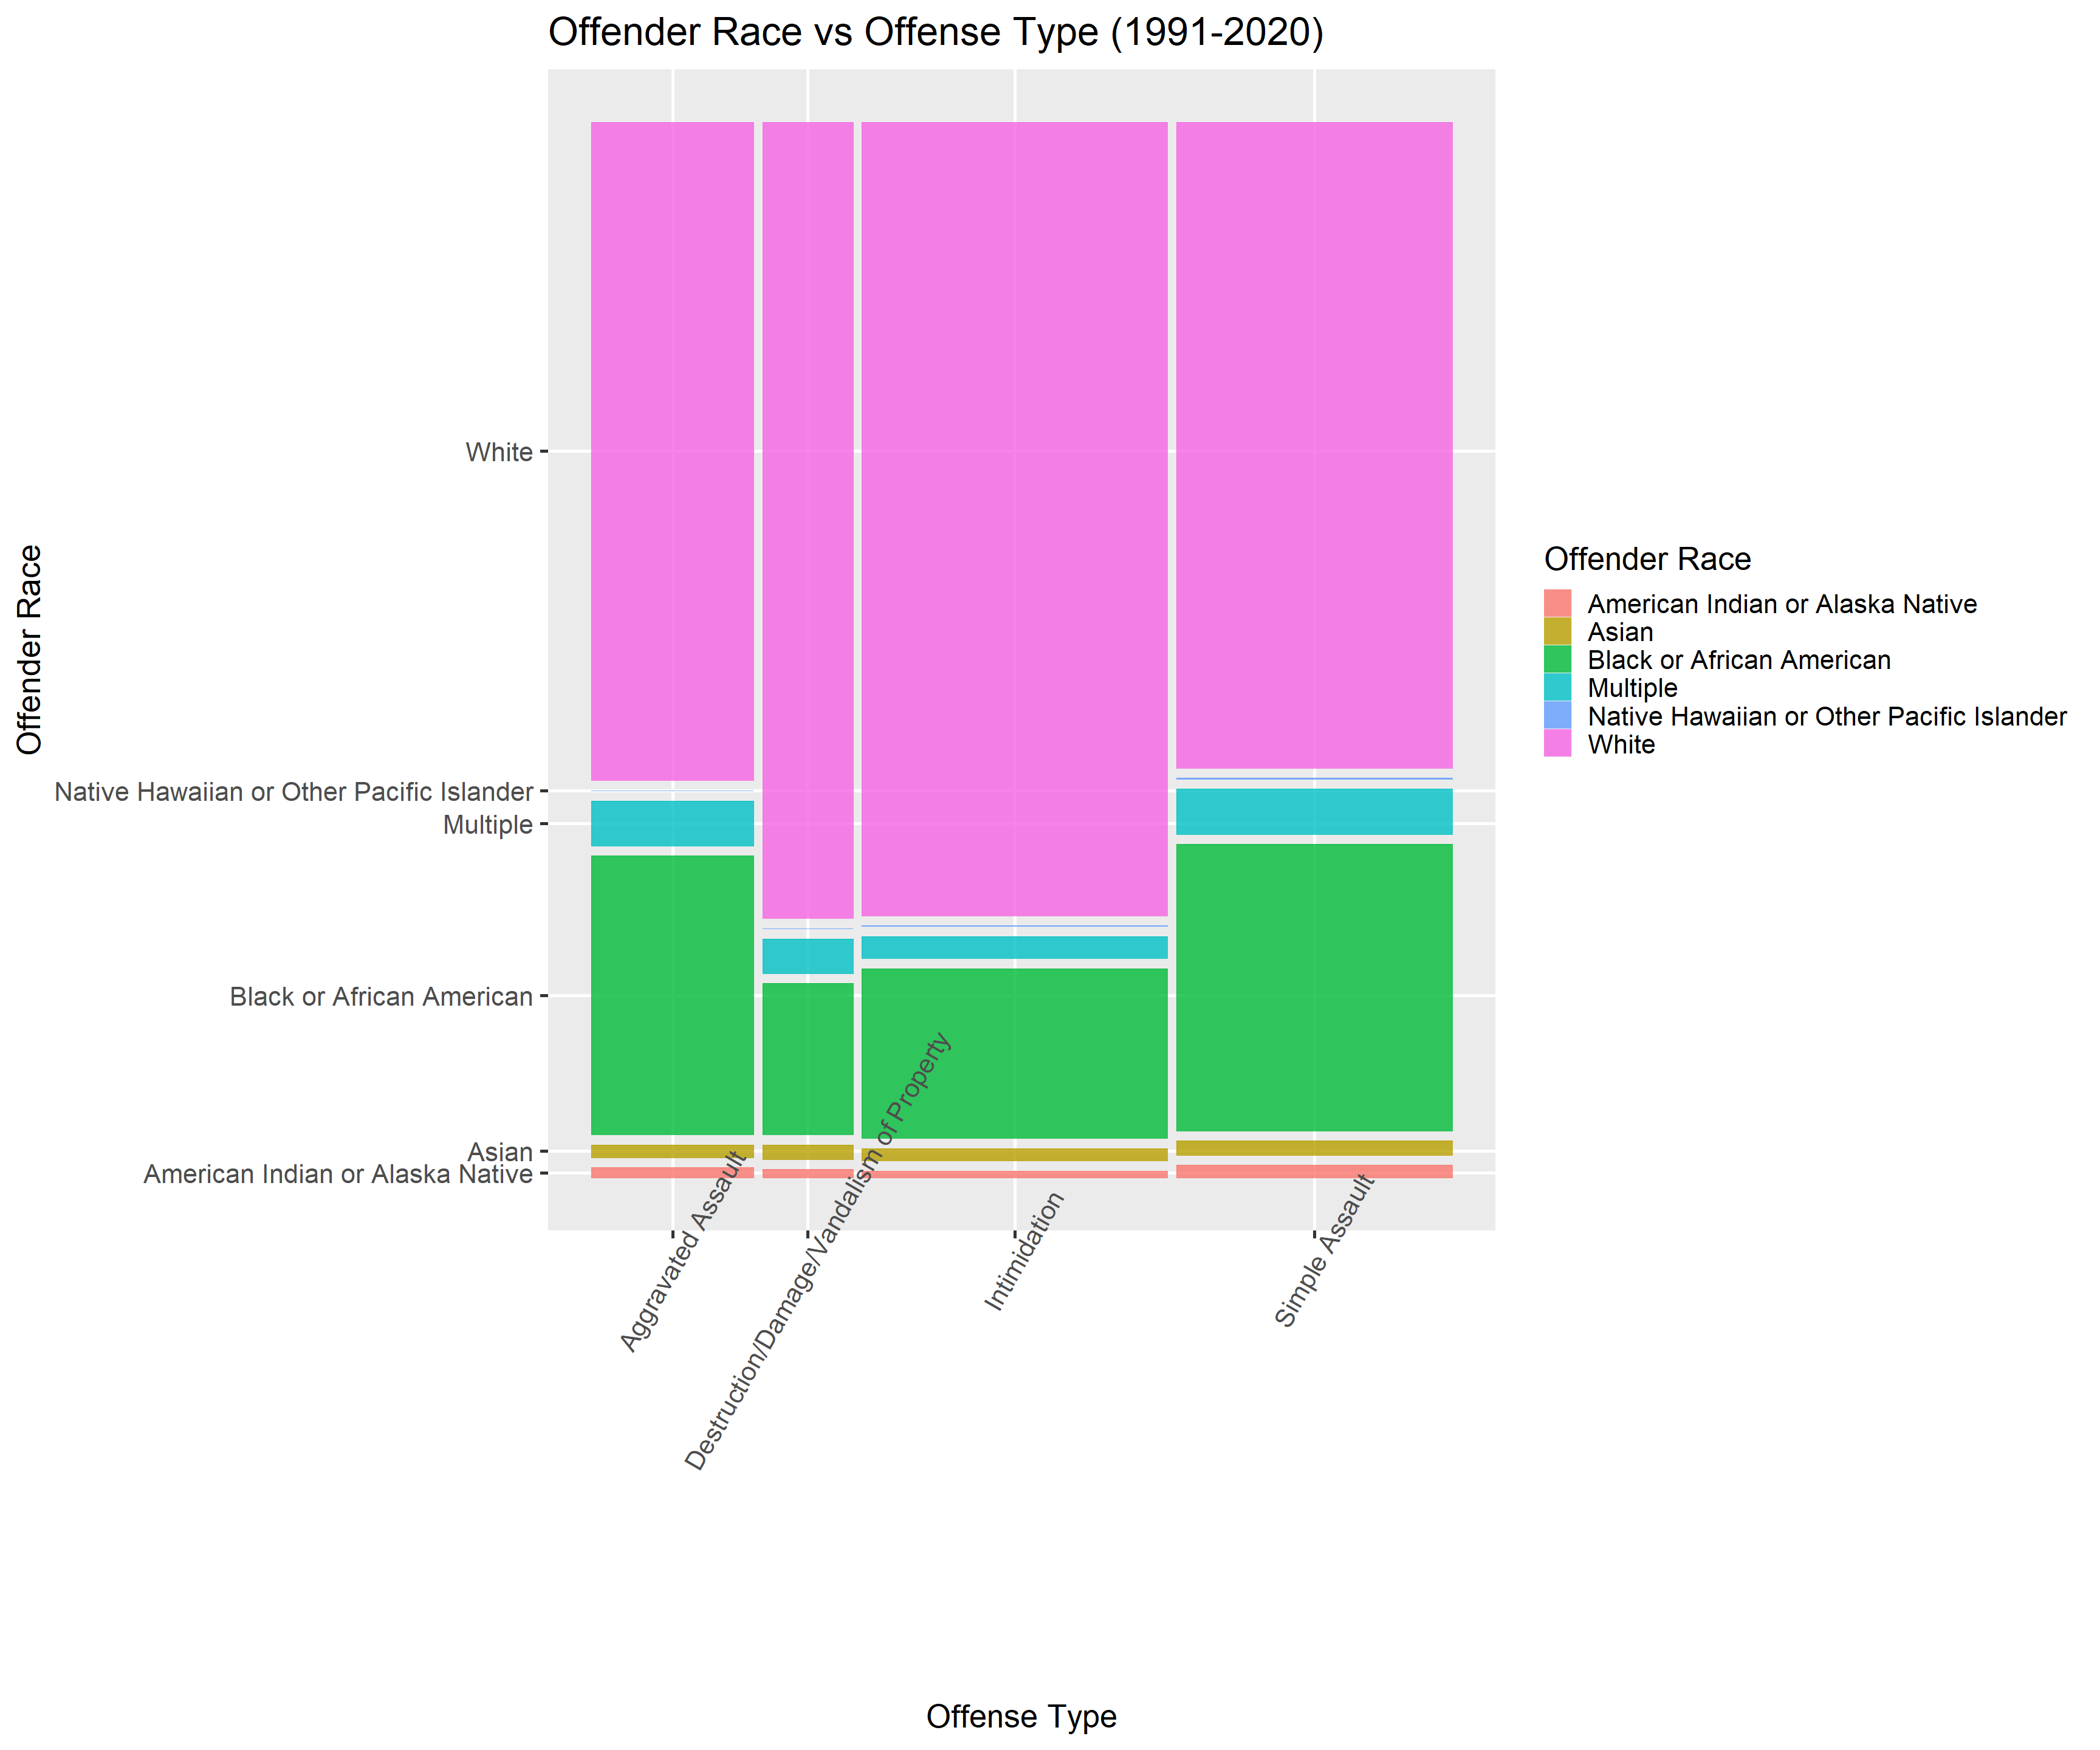 Offender Race vs Offense Type (1991-2020)
Offender Race
White
Native Hawaiian or Other Pacific Islander
Multiple
Black or African American
Asian
American Indian or Alaska Native
Aggravated Assault
Destruction/Damage/Vandalism of Property
Intimidation
Simple Assault
Offense Type
Offender Race
American Indian or Alaska Native
Asian
Black or African American
Multiple
Native Hawaiian or Other Pacific Islander
White